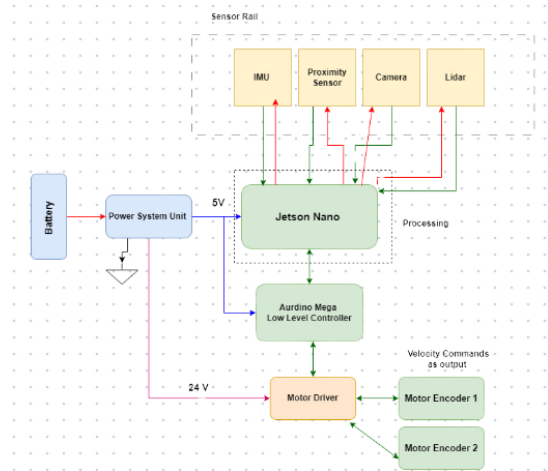 Sensor Rail
IMU
Proximity
Sensor
Camera
Lidar
Battery
Power System Unit
5V
Jetson Nano
Processing
Aurdino Mega
Low Level Controller
Velocity Commands
as output
24 V
Motor Driver
Motor Encoder 1
Motor Encoder 2